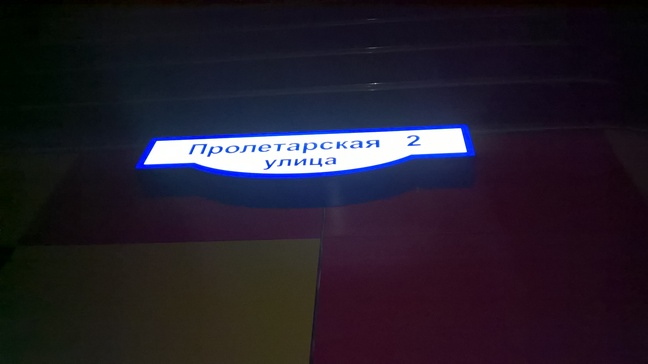 Пролетарская 2
улица